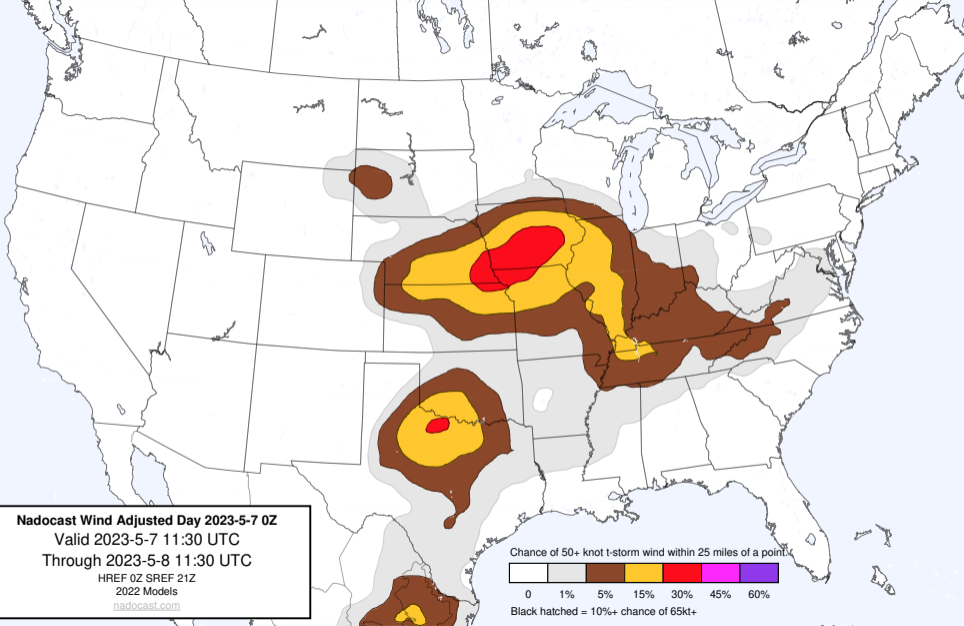 Nadocast Wind Adjusted Day 2023-5-7 0Z
Valid 2023-5-7 11:30 UTC
Through 2023-5-8 11:30 UTC
HREF 0Z SREF 21Z
2022 Models
nadocast.com
Chance of 50+ knot t-storm wind within 25 miles of a point.
0 1% 5% 15% 30% 45% 60%
Black hatched = 10%+ chance of 65kt+